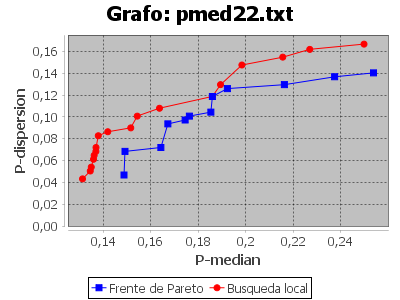 Grafo: pmed22.txt
P-dispersion
0,16
0,14
0,12
0,10
0,08
0,06
0,04
0,02
0,00
0,14 0,16 0,18 0,2 0,22 0,24
P-median
Frente de Pareto Busqueda local